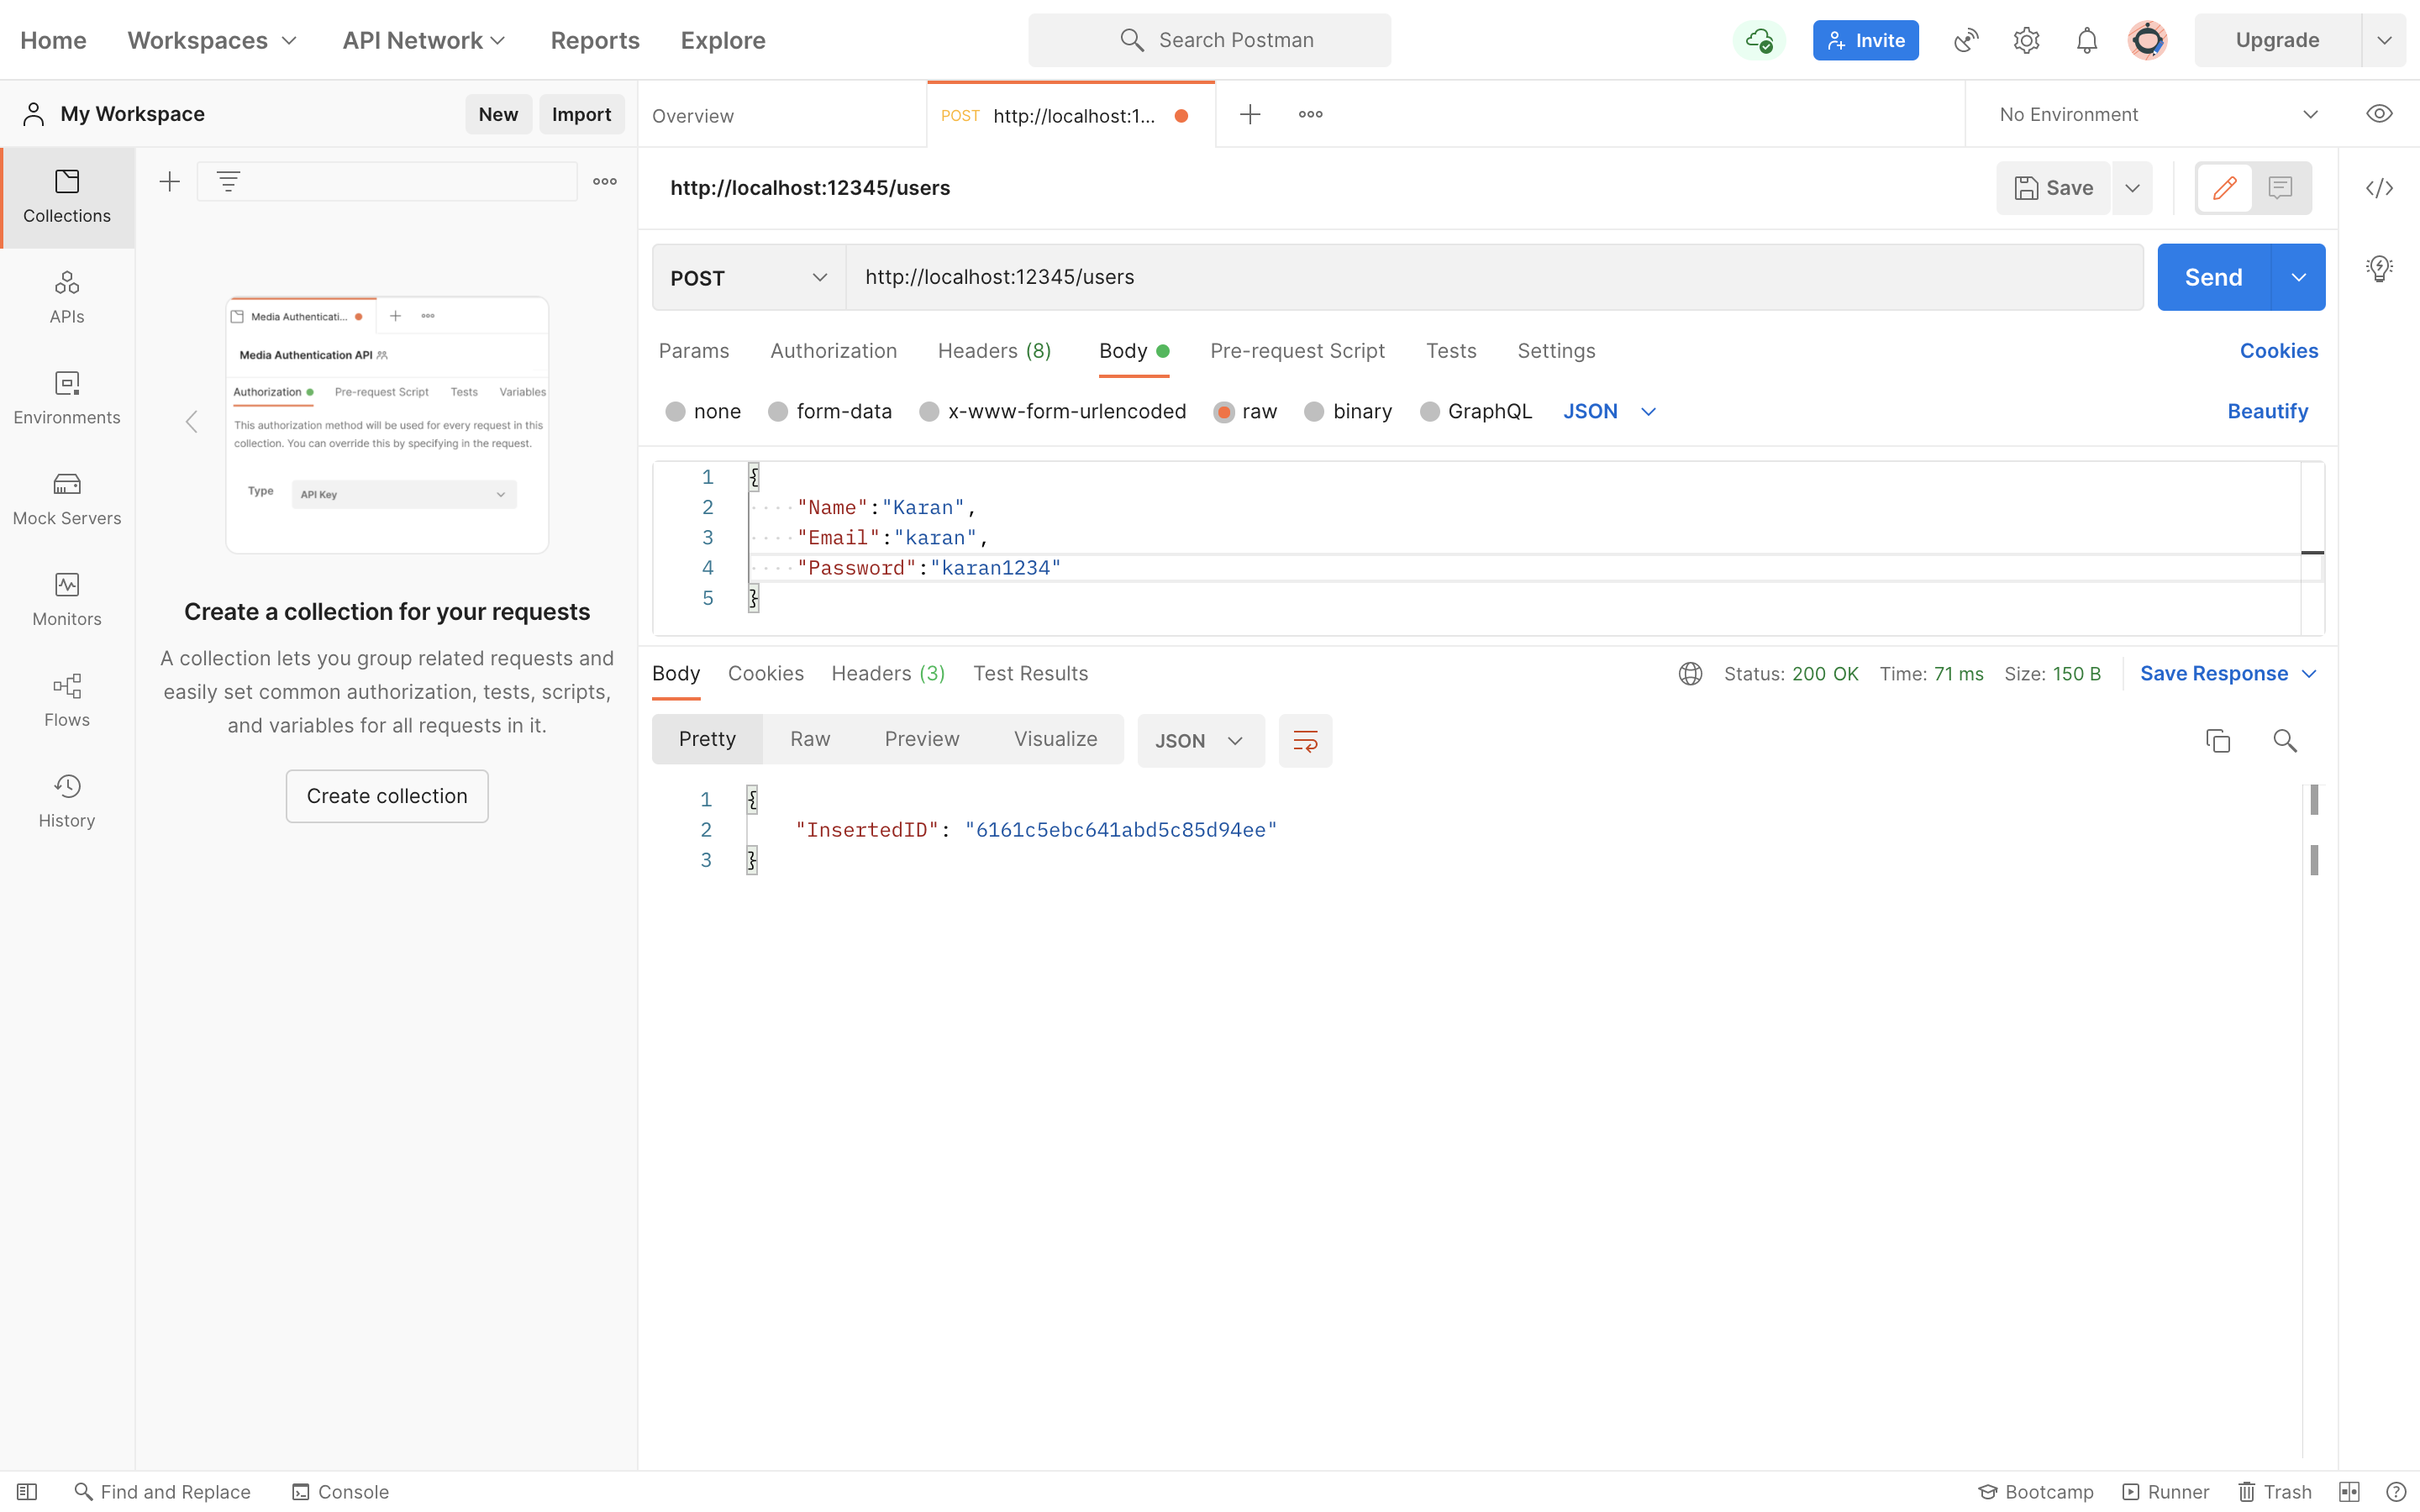 Home Workspaces API Network Reports Explore Search Postman Invite Upgrade
My Workspace New Import Overview POST http://localhost:1... No Environment
Collections
APIs
Environments
Mock Servers
Monitors
Flows
History
Media Authenticati...
Media Authentication API
Authorization Pre-request Script Tests Variables
This authorization method will be used for every request in this
collection. You can override this by specifying in the request.
Type API Key
Create a collection for your requests
A collection lets you group related requests and
easily set common authorization, tests, scripts,
and variables for all requests in it.
Create collection
http://localhost:12345/users Save
POST http://localhost:12345/users Send
Params Authorization Headers (8) Body Pre-request Script Tests Settings Cookies
none form-data x-www-form-urlencoded raw binary GraphQL JSON Beautify
1 {
2 "Name":"Karan",
3 "Email":"karan",
4 "Password":"karan1234"
5 }
Body Cookies Headers (3) Test Results Status: 200 OK Time: 71 ms Size: 150 B Save Response
Pretty Raw Preview Visualize JSON
1 {
2 "InsertedID": "6161c5ebc641abd5c85d94ee"
3 }
Find and Replace Console Bootcamp Runner Trash